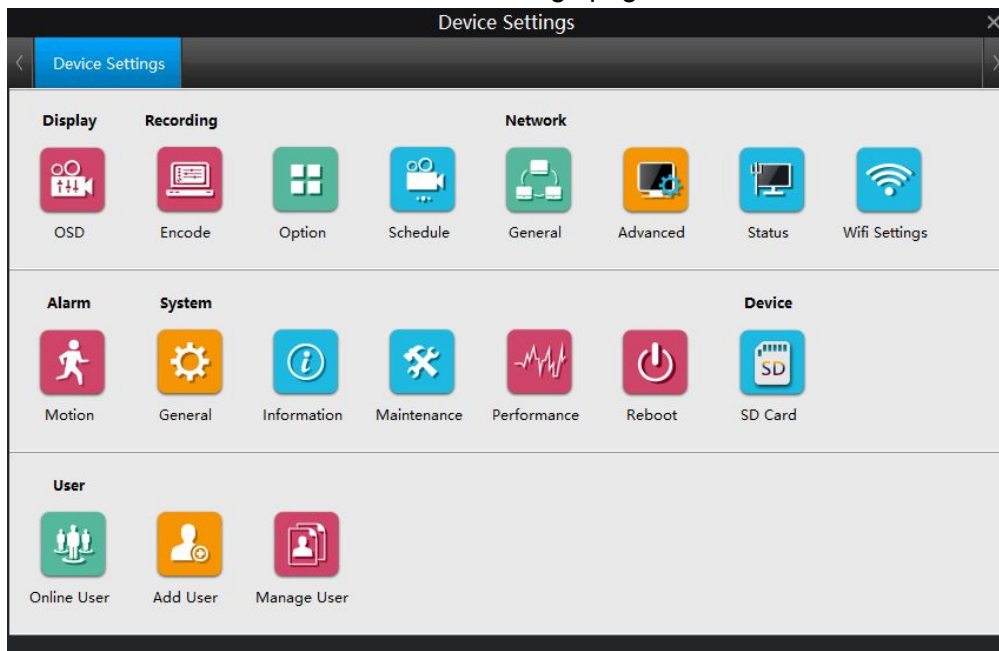 Device Settings
Device Settings
Display Recording Network
OSD Encode Option Schedule General Advanced Status Wifi Settings
Alarm System Device
SD
Motion General Information Maintenance Performance Reboot SD Card
User
Online User Add User Manage User